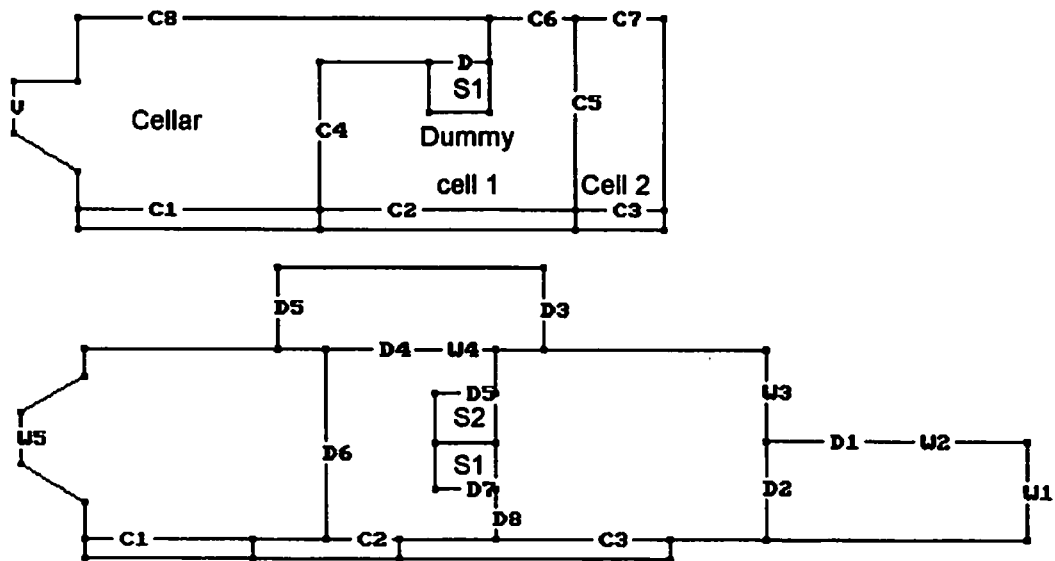 C8 C6 C7
D
S1
V
Cellar
C4
Dummy
C5
cell 1
Cell 2
C1 C2 C3
D5 D3
D4 W4
D5
W3
S2
W5
D6
D1 W2
S1
D7
D2
W1
D8
C1 C2 C3